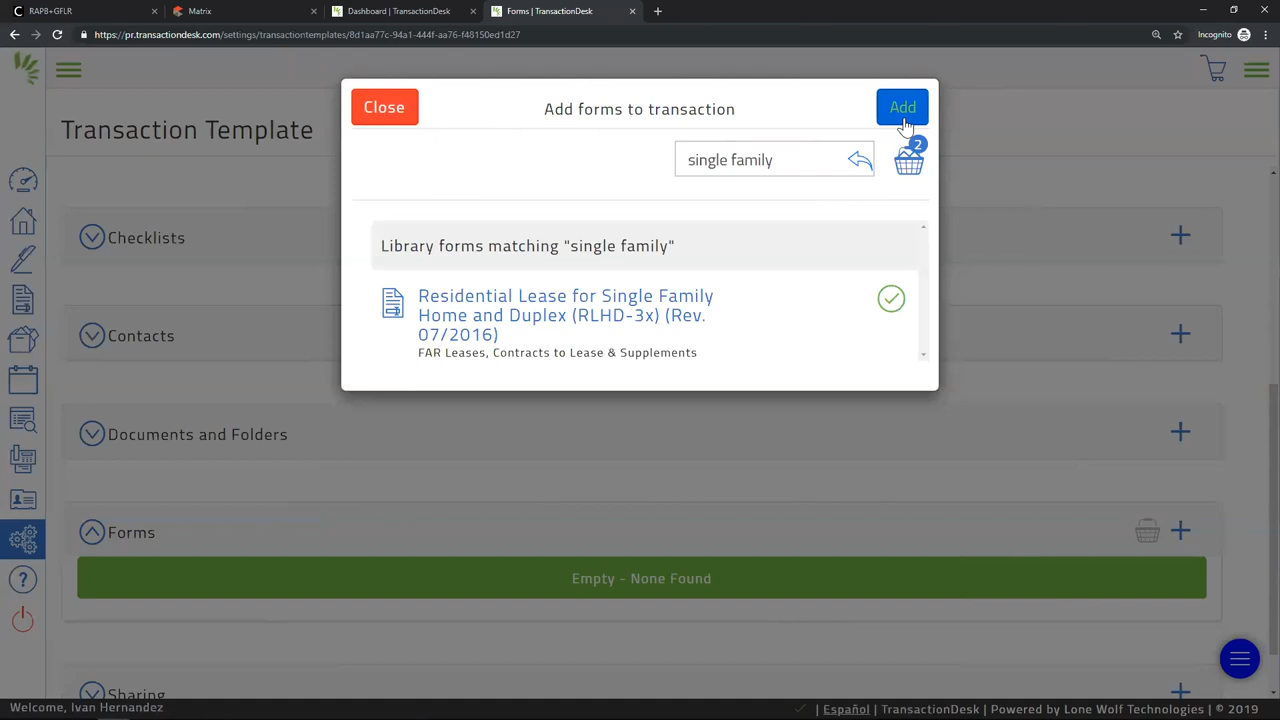 RAPB+GFLR
Matrix
Dashboard | TransactionDesk
Forms | TransactionDesk
https://pr.transactiondesk.com/settings/transactiontemplates/8d1aa77c-94a1-444f-aa76-f48150ed1d27
Incognito
Transaction Template
Close
Add forms to transaction
Add
single family
2
Library forms matching "single family"
Residential Lease for Single Family
Home and Duplex (RLHD-3x) (Rev.
07/2016)
FAR Leases, Contracts to Lease & Supplements
Checklists
Contacts
Documents and Folders
Forms
Empty - None Found
Sharing
Welcome, Ivan Hernandez
| Español | TransactionDesk | Powered by Lone Wolf Technologies | © 2019